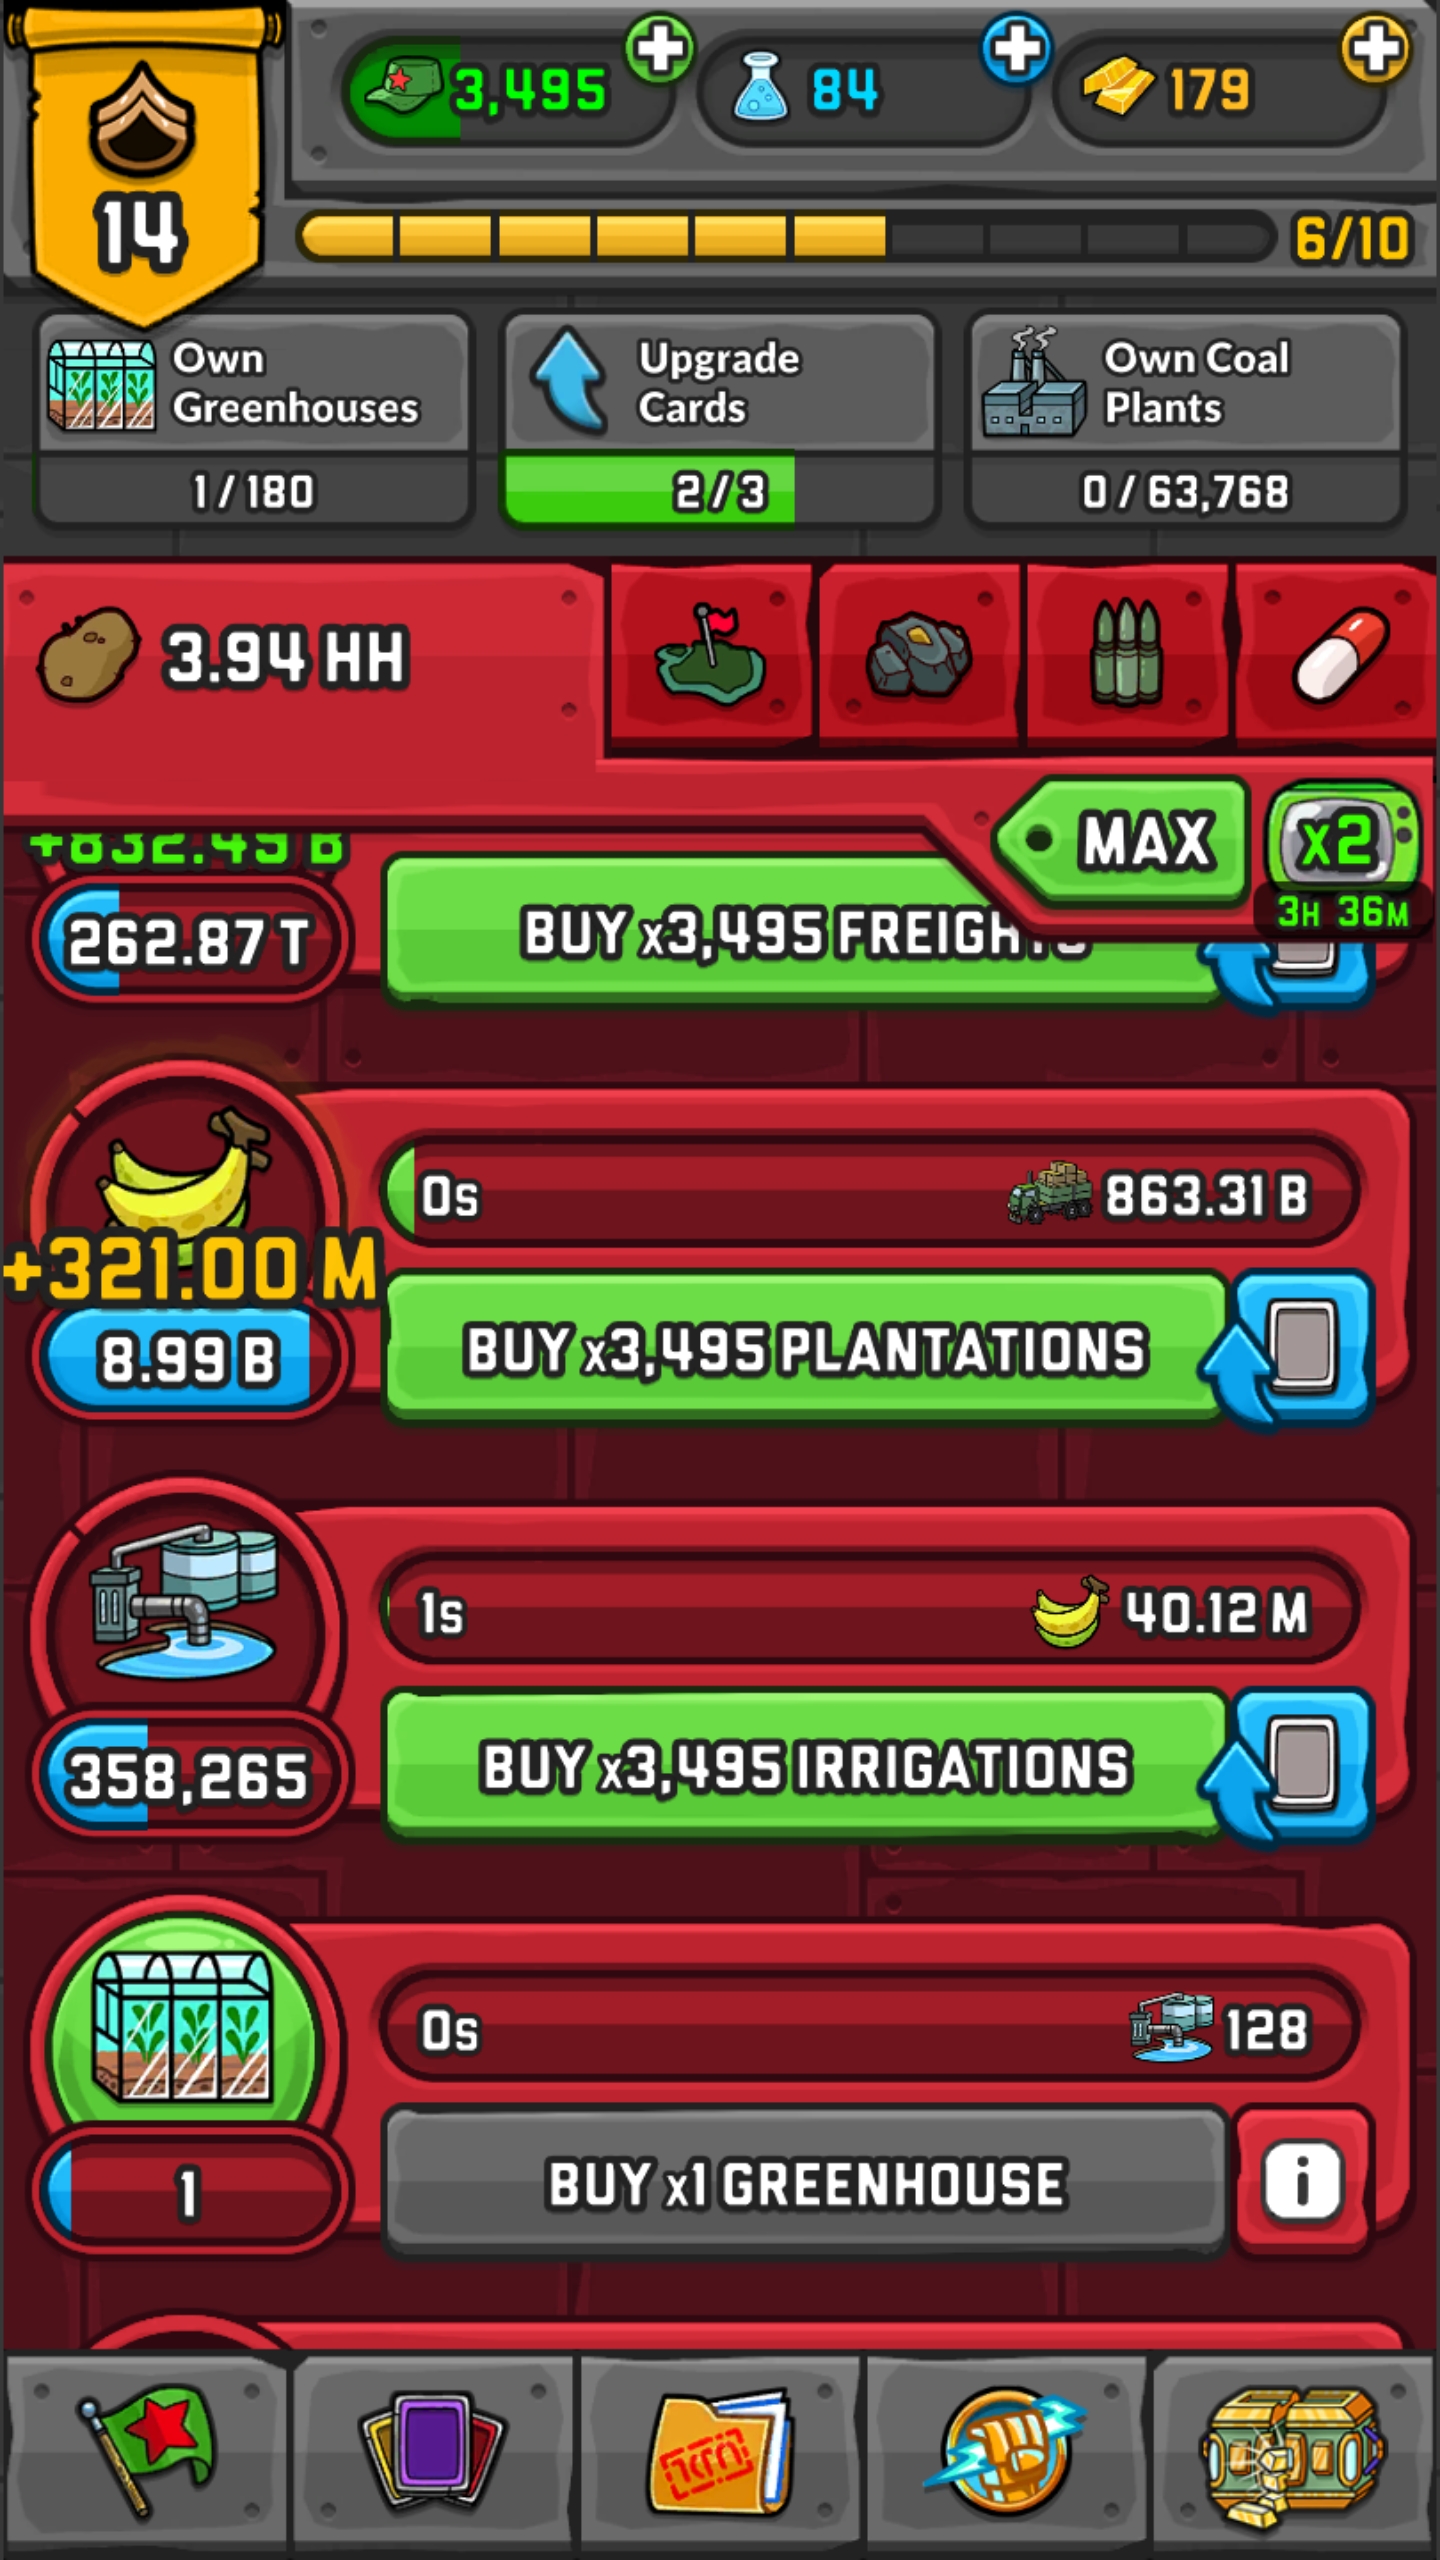 3,495
84
179
14
6/10
Own
Greenhouses
1/180
Upgrade
Cards
2/3
Own Coal
Plants
0/63,768
3.94 HH
MAX
x2
3H 36M
+832.49 B
262.87 T
BUY x3,495 FREIGHTS
0s
863.31 B
+321.00 M
8.99 B
BUY x3,495 PLANTATIONS
1s
40.12 M
358,265
BUY x3,495 IRRIGATIONS
0s
128
1
BUY x1 GREENHOUSE
i